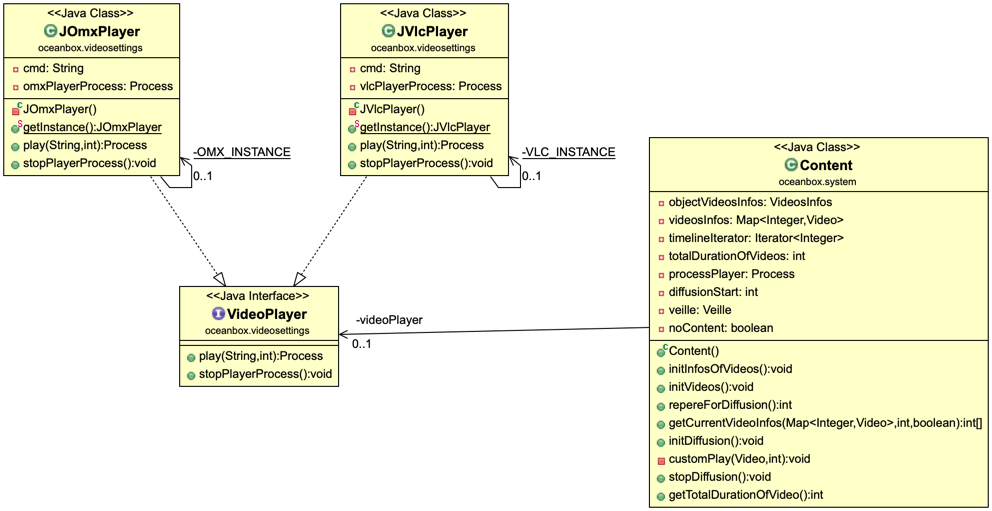 <<Java Class>>
JOmxPlayer
oceanbox.videosettings
cmd: String
omxPlayerProcess: Process
JOmxPlayer()
getInstance():JOmxPlayer
play(String,int):Process
stopPlayerProcess():void
-OMX_INSTANCE
0..1
<<Java Class>>
JVlcPlayer
oceanbox.videosettings
cmd: String
vlcPlayerProcess: Process
JVlcPlayer()
getInstance():JVlcPlayer
play(String,int):Process
stopPlayerProcess():void
-VLC_INSTANCE
0..1
<<Java Interface>>
VideoPlayer
oceanbox.videosettings
play(String,int):Process
stopPlayerProcess():void
-videoPlayer
0..1
<<Java Class>>
Content
oceanbox.system
objectVideosInfos: VideosInfos
videosInfos: Map<Integer,Video>
timelineIterator: Iterator<Integer>
totalDurationOfVideos: int
processPlayer: Process
diffusionStart: int
veille: Veille
noContent: boolean
Content()
initInfosOfVideos():void
initVideos():void
repereForDiffusion():int
getCurrentVideoInfos(Map<Integer,Video>,int,boolean):int[]
initDiffusion():void
customPlay(Video,int):void
stopDiffusion():void
getTotalDurationOfVideo():int